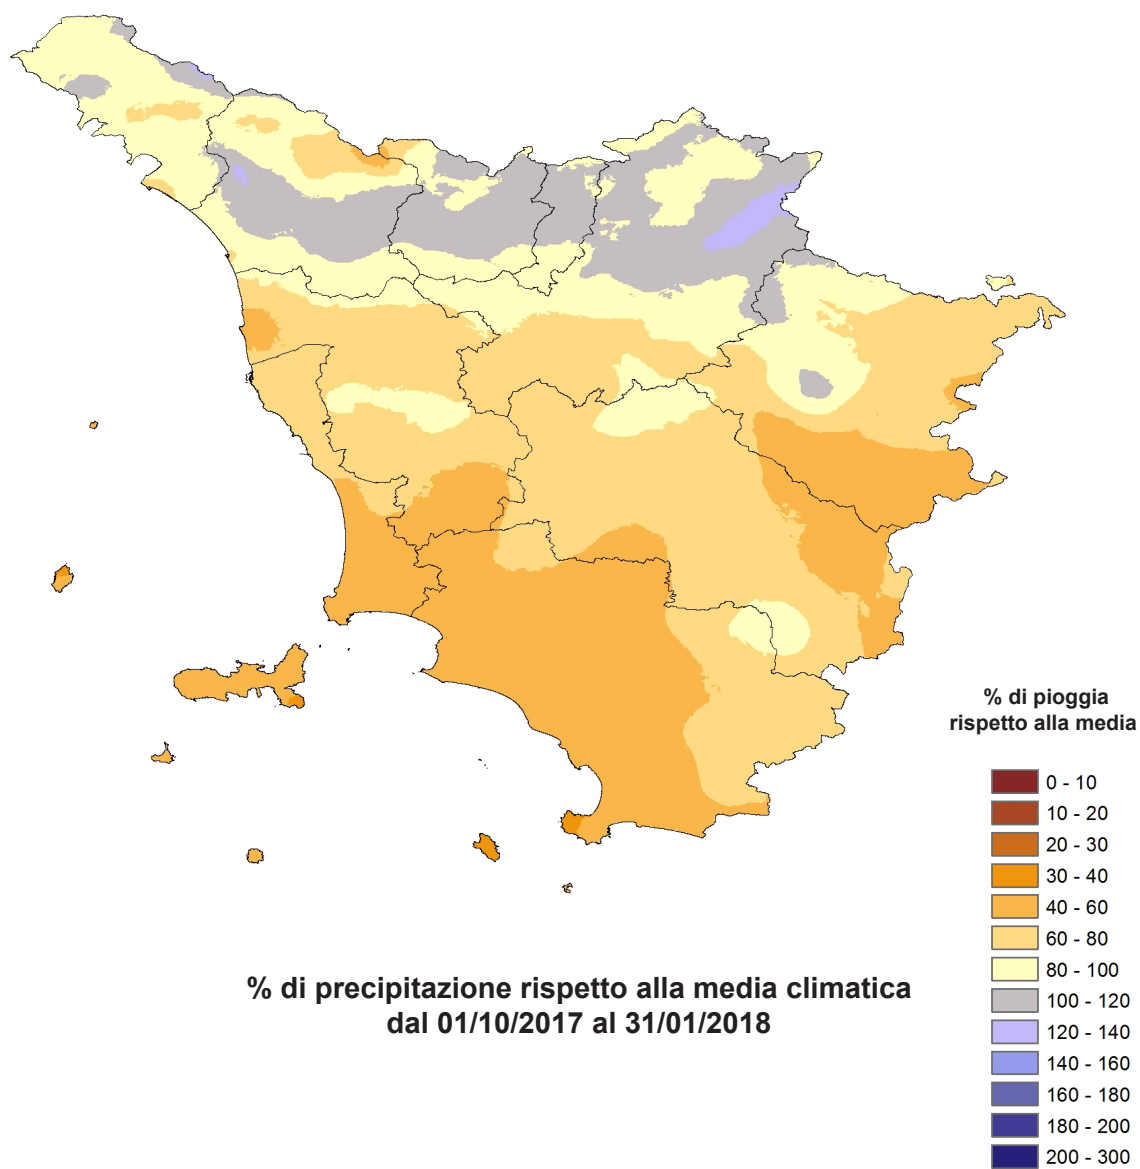 % di pioggia
rispetto alla media
0 - 10
10 - 20
20 - 30
30 - 40
40 - 60
60 - 80
80 - 100
100 - 120
120 - 140
140 - 160
160 - 180
180 - 200
200 - 300
% di precipitazione rispetto alla media climatica
dal 01/10/2017 al 31/01/2018